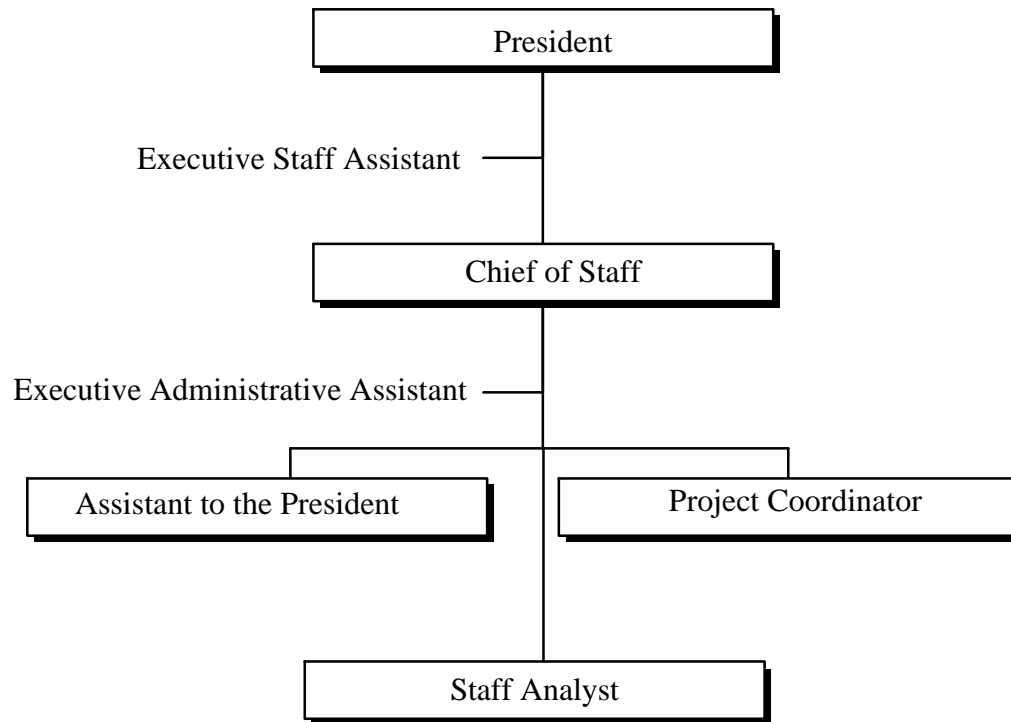 President
Executive Staff Assistant
Chief of Staff
Executive Administrative Assistant
Assistant to the President
Project Coordinator
Staff Analyst